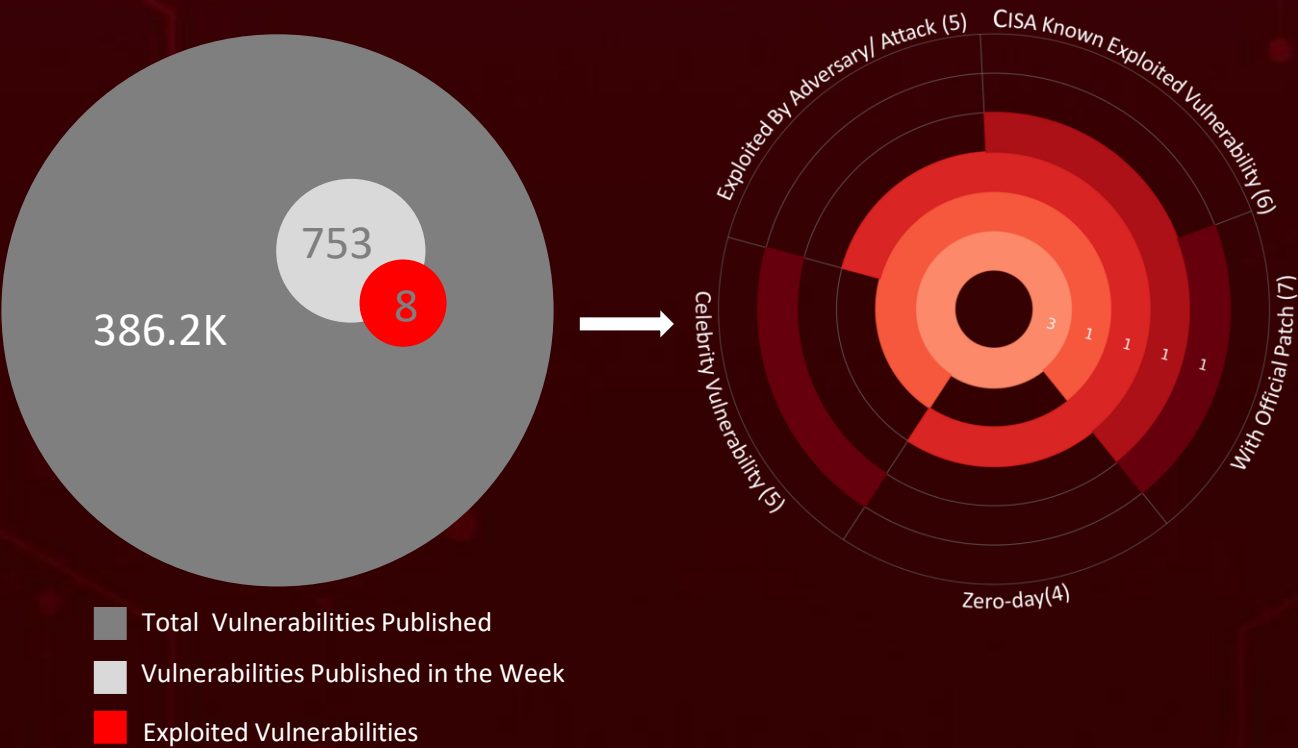 386.2K
753
8
Total Vulnerabilities Published
Vulnerabilities Published in the Week
Exploited Vulnerabilities
Exploited By Adversary/ Attack (5)
CISA Known Exploited Vulnerability (6)
With Official Patch (7)
Zero-day(4)
Celebrity Vulnerability (5)
3
1
1
1
1